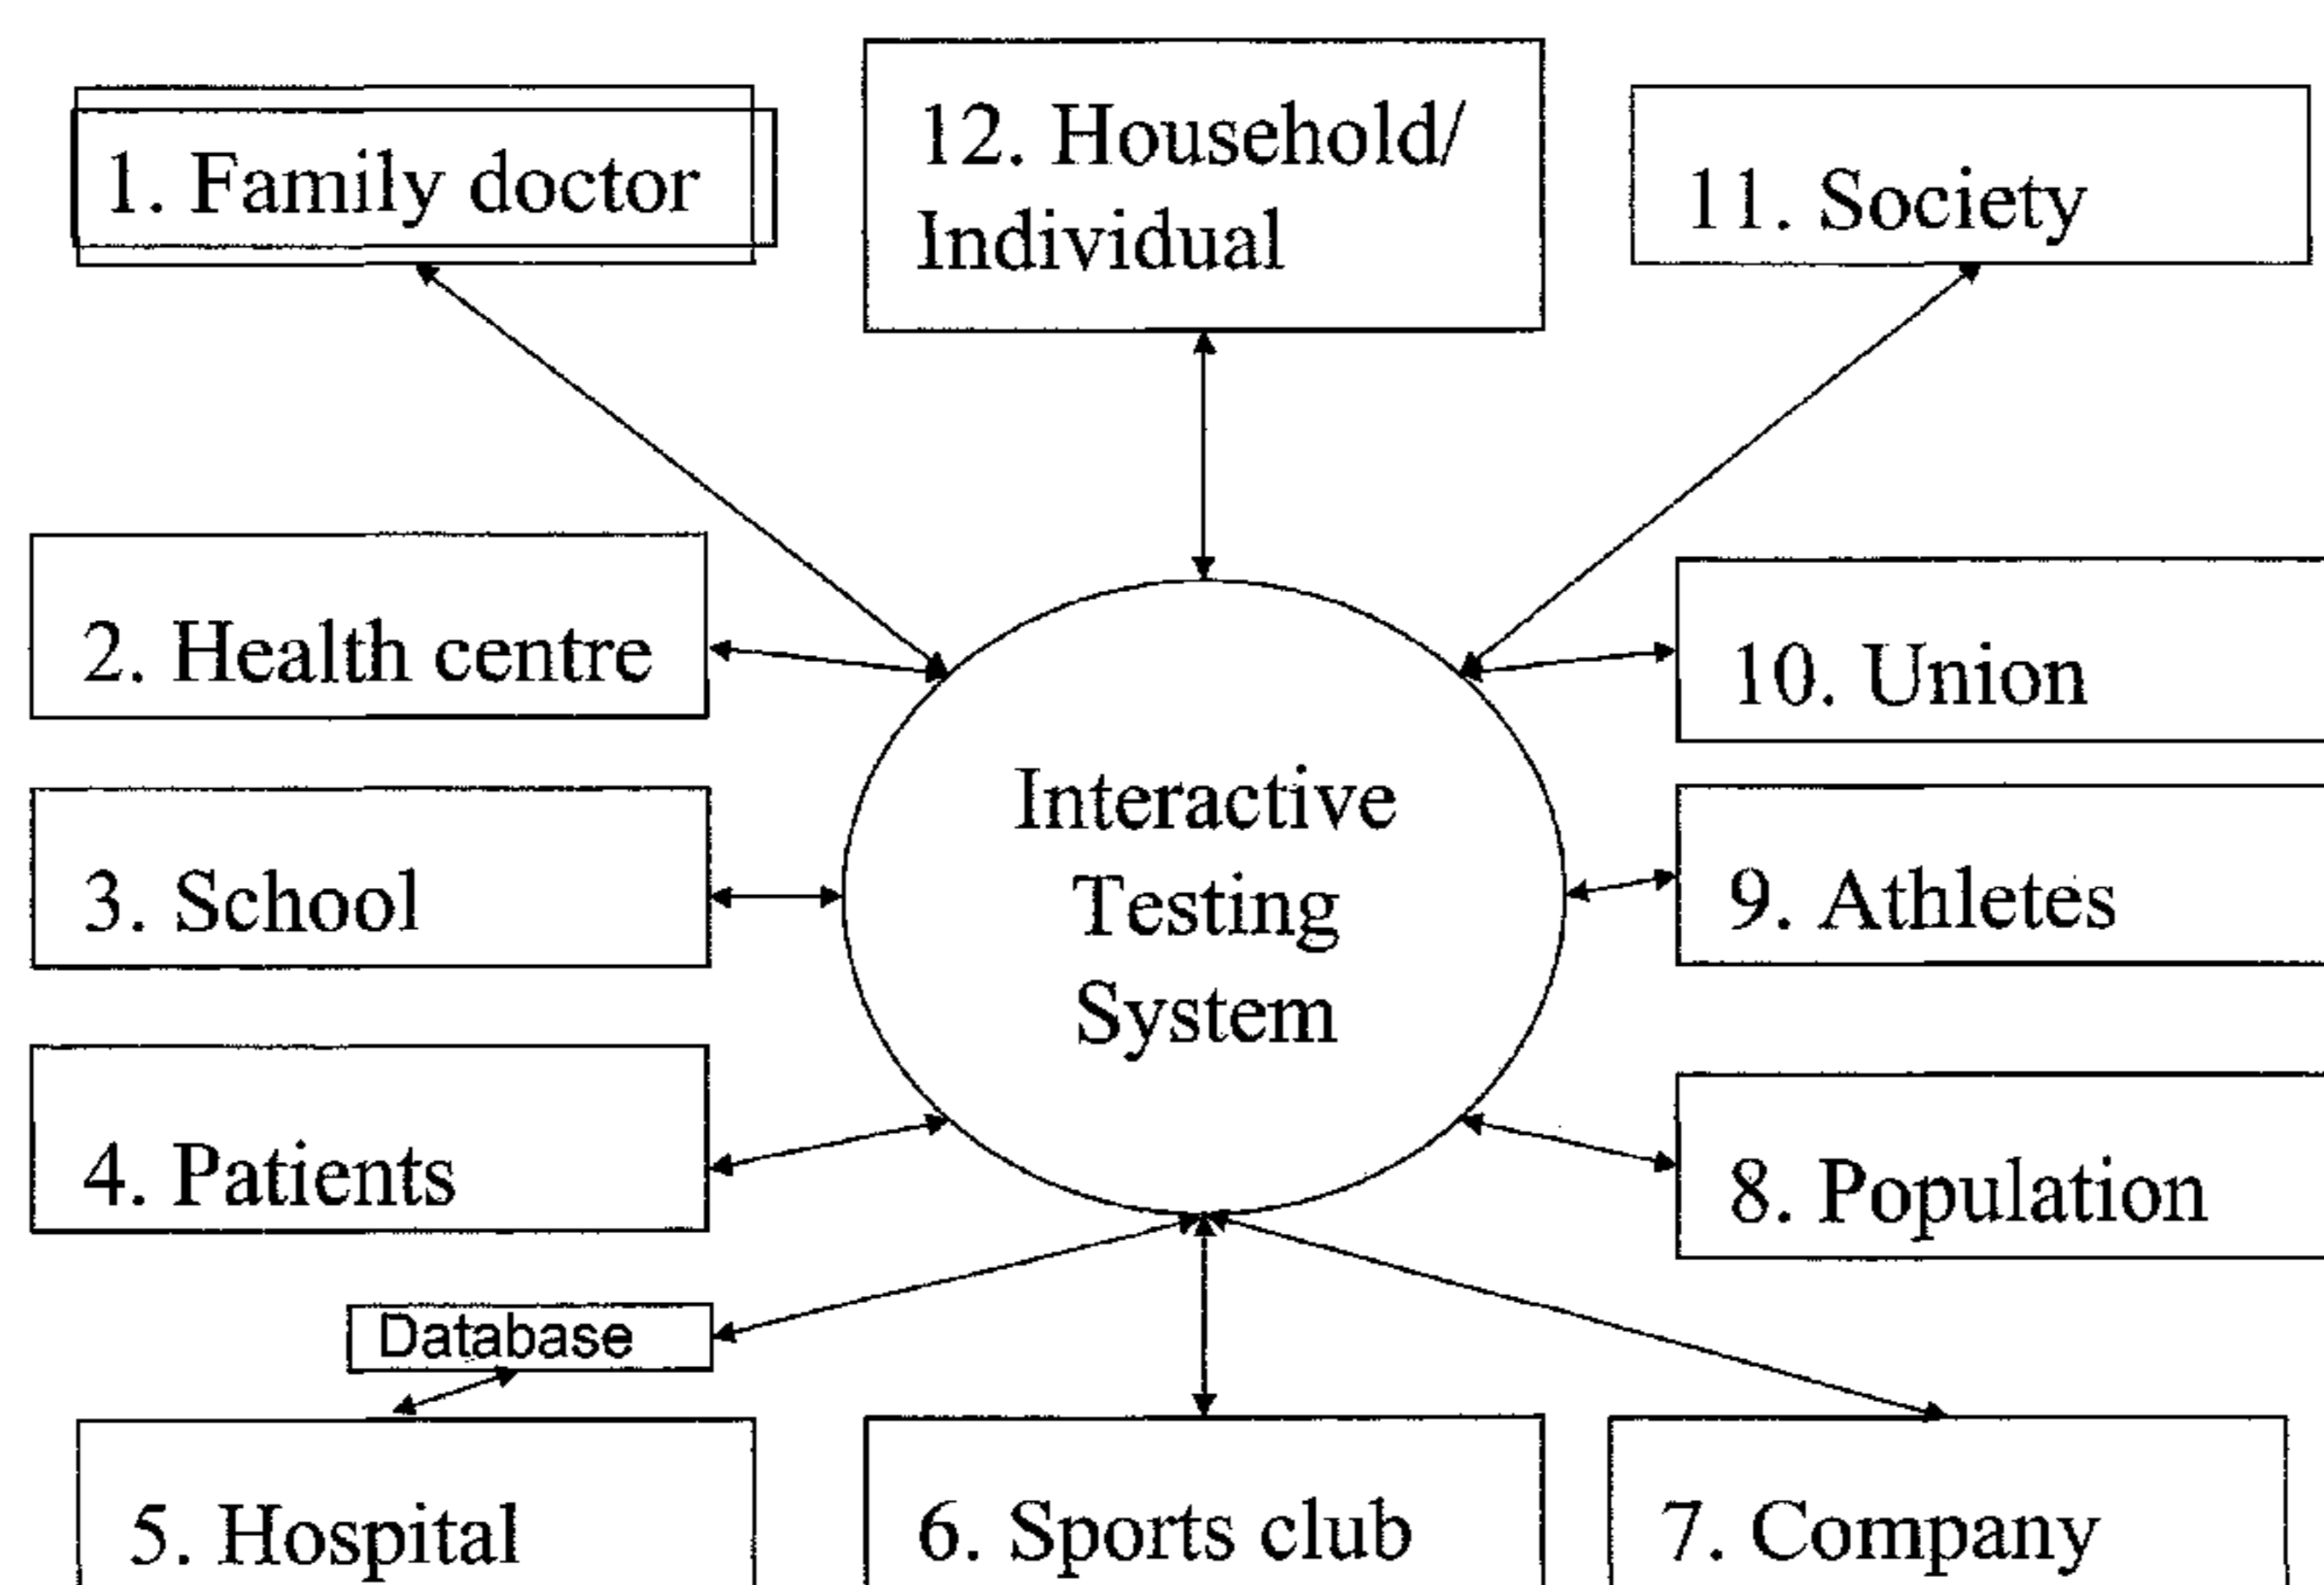 1. Family doctor
12. Household/
Individual
11. Society
2. Health centre
10. Union
Interactive
Testing
System
3. School
9. Athletes
4. Patients
8. Population
Database
5. Hospital
6. Sports club
7. Company